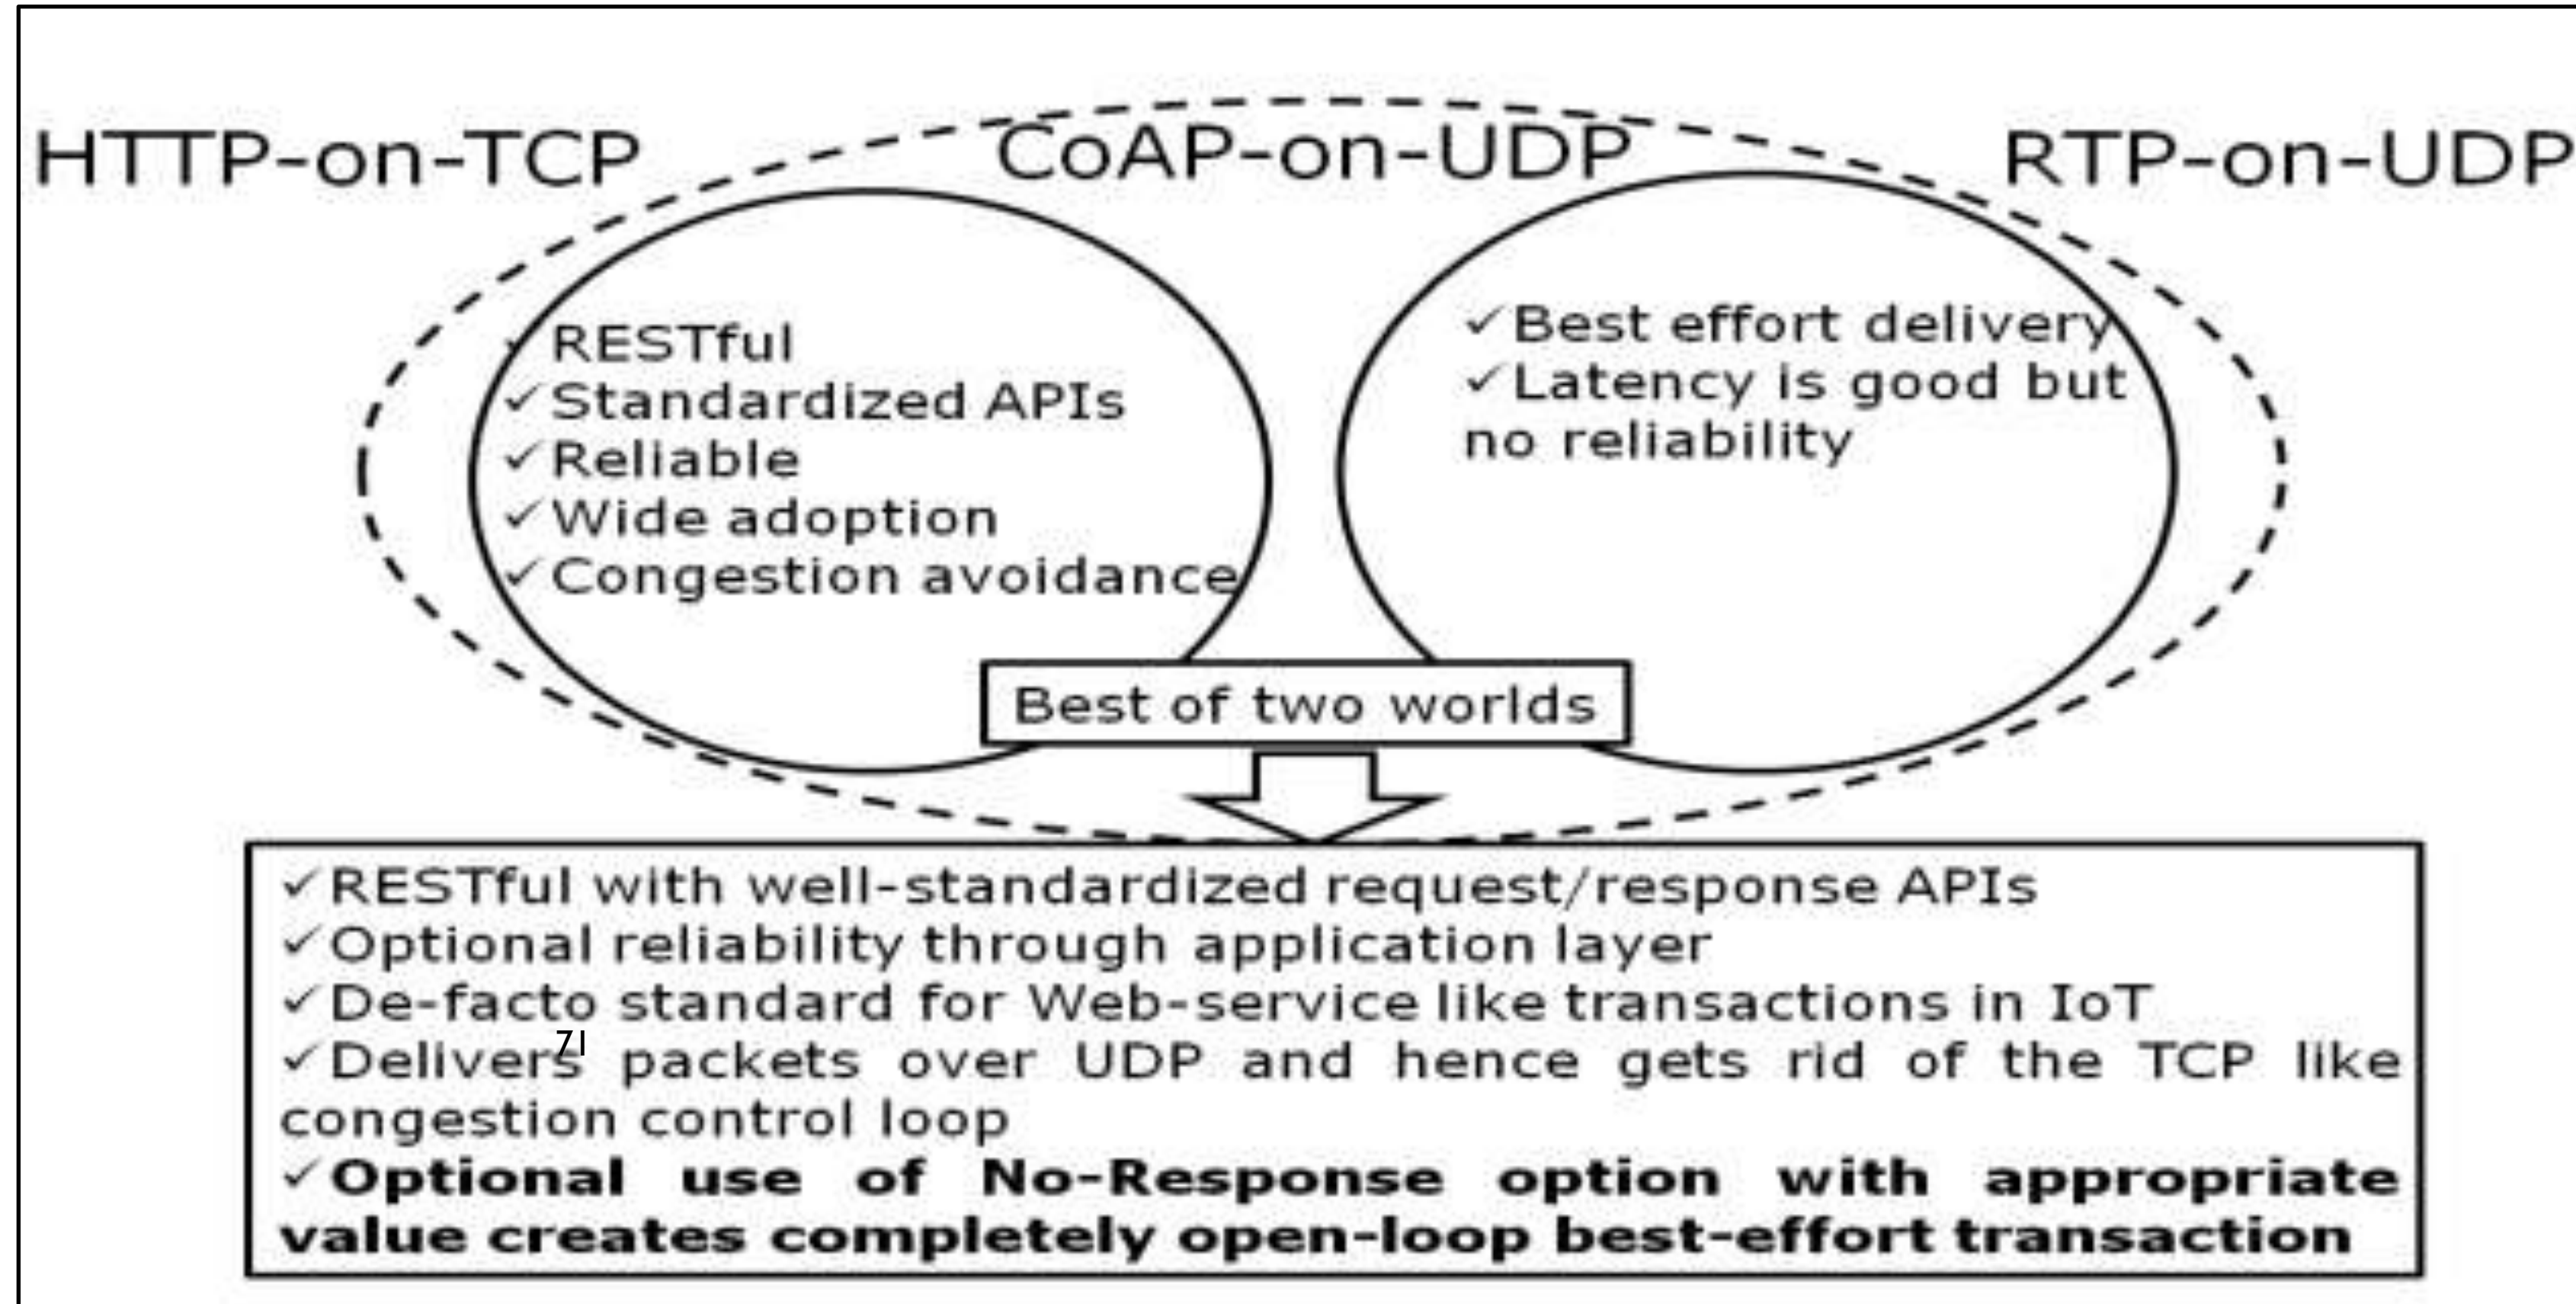 HTTP-on-TCP
CoAP-on-UDP
RTP-on-UDP
✓RESTful
✓Standardized APIs
✓Reliable
✓Wide adoption
✓Congestion avoidance
✓Best effort delivery
✓Latency is good but
no reliability
Best of two worlds
✓RESTful with well-standardized request/response APIs
✓Optional reliability through application layer
✓De-facto standard for Web-service like transactions in IoT
71
✓Delivers packets over UDP and hence gets rid of the TCP like
congestion control loop
✓Optional use of No-Response option with appropriate
value creates completely open-loop best-effort transaction